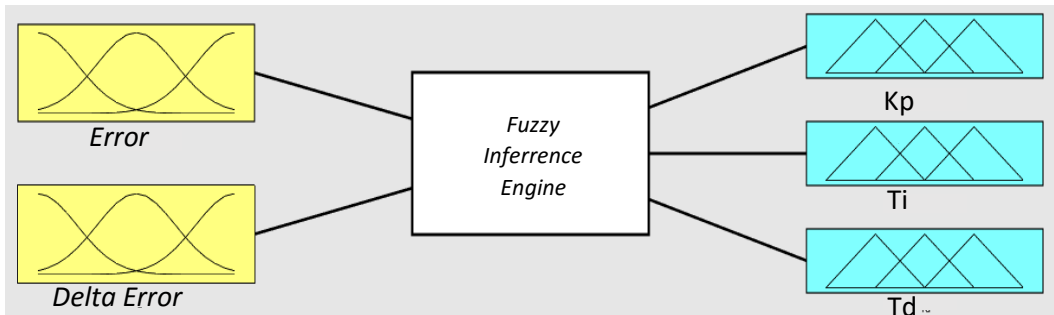 Error
Delta Error
Fuzzy
Inferrence
Engine
Kp
Ti
Td